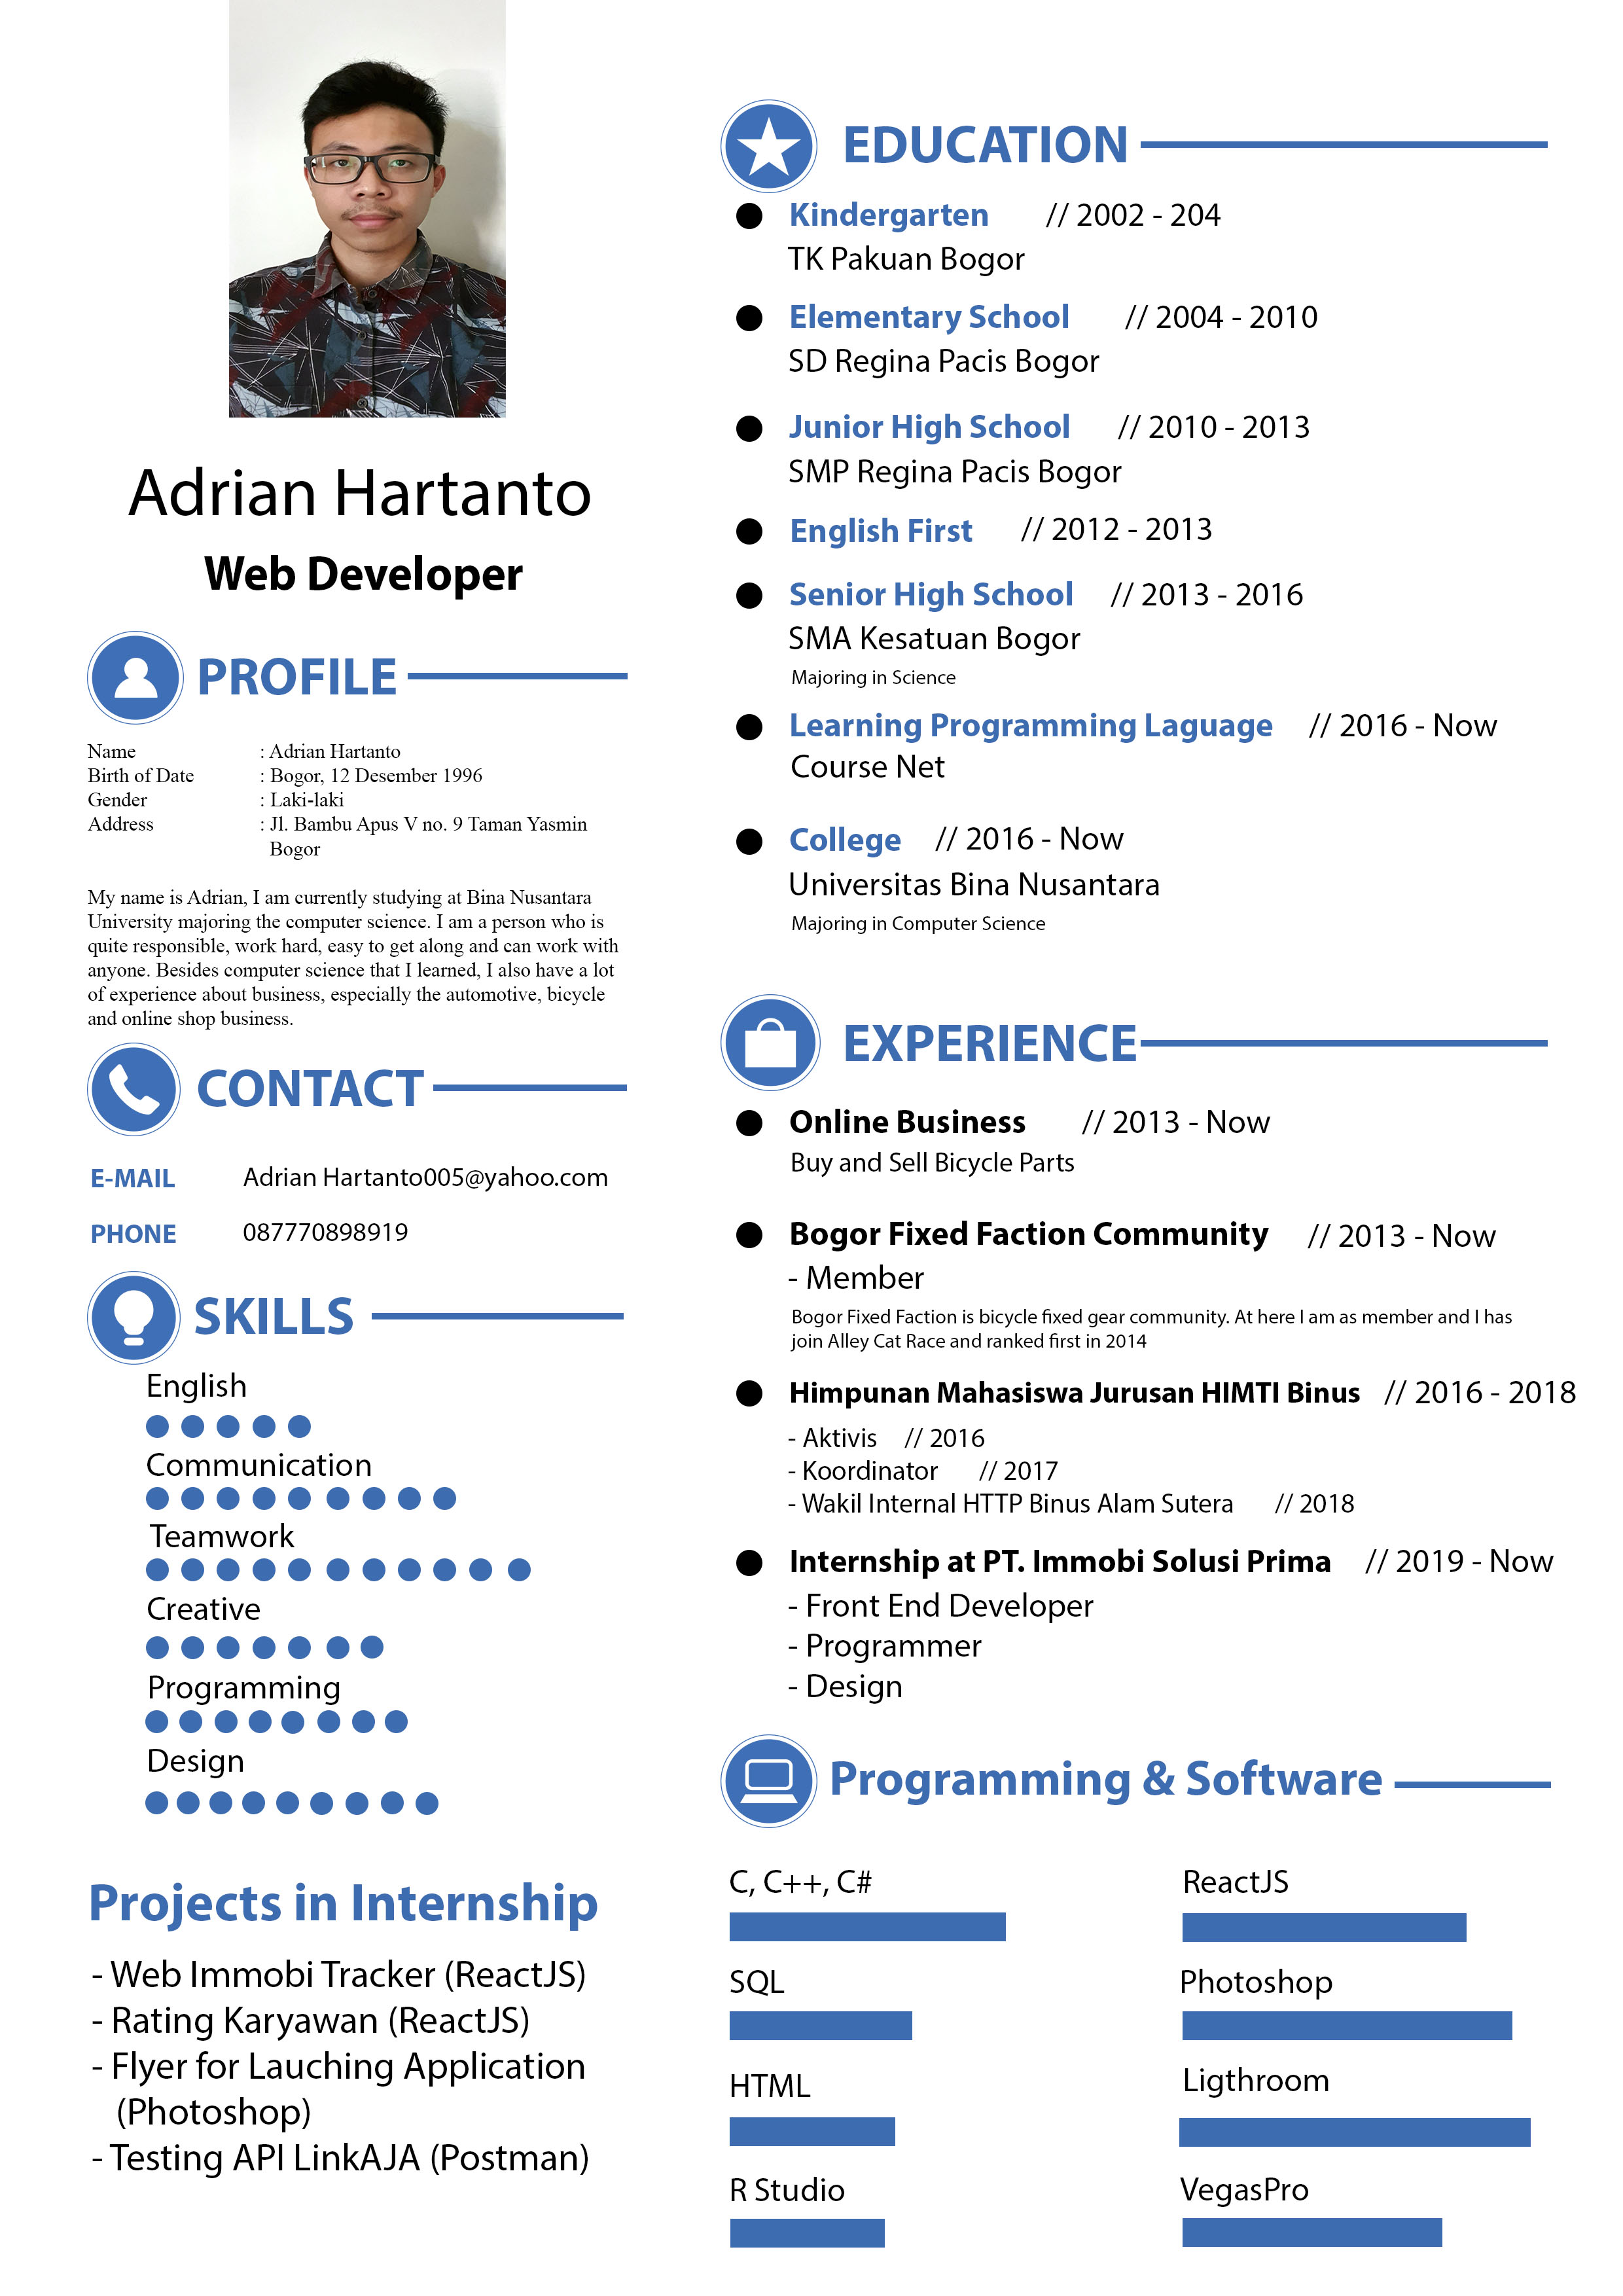 Adrian Hartanto
Web Developer
PROFILE
Name : Adrian Hartanto
Birth of Date : Bogor, 12 Desember 1996
Gender : Laki-laki
Address : Jl. Bambu Apus V no. 9 Taman Yasmin
Bogor
My name is Adrian, I am currently studying at Bina Nusantara
University majoring the computer science. I am a person who is
quite responsible, work hard, easy to get along and can work with
anyone. Besides computer science that I learned, I also have a lot
of experience about business, especially the automotive, bicycle
and online shop business.
CONTACT
E-MAIL Adrian Hartanto005@yahoo.com
PHONE 087770898919
SKILLS
English
Communication
Teamwork
Creative
Programming
Design
Projects in Internship
- Web Immobi Tracker (ReactJS)
- Rating Karyawan (ReactJS)
- Flyer for Lauching Application
(Photoshop)
- Testing API LinkAJA (Postman)
EDUCATION
Kindergarten // 2002 - 204
TK Pakuan Bogor
Elementary School // 2004 - 2010
SD Regina Pacis Bogor
Junior High School // 2010 - 2013
SMP Regina Pacis Bogor
English First // 2012 - 2013
Senior High School // 2013 - 2016
SMA Kesatuan Bogor
Majoring in Science
Learning Programming Laguage // 2016 - Now
Course Net
College // 2016 - Now
Universitas Bina Nusantara
Majoring in Computer Science
EXPERIENCE
Online Business // 2013 - Now
Buy and Sell Bicycle Parts
Bogor Fixed Faction Community // 2013 - Now
- Member
Bogor Fixed Faction is bicycle fixed gear community. At here I am as member and I has
join Alley Cat Race and ranked first in 2014
Himpunan Mahasiswa Jurusan HIMTI Binus // 2016 - 2018
- Aktivis // 2016
- Koordinator // 2017
- Wakil Internal HTTP Binus Alam Sutera // 2018
Internship at PT. Immobi Solusi Prima // 2019 - Now
- Front End Developer
- Programmer
- Design
Programming & Software
C, C++, C#
SQL
HTML
R Studio
ReactJS
Photoshop
Ligthroom
VegasPro